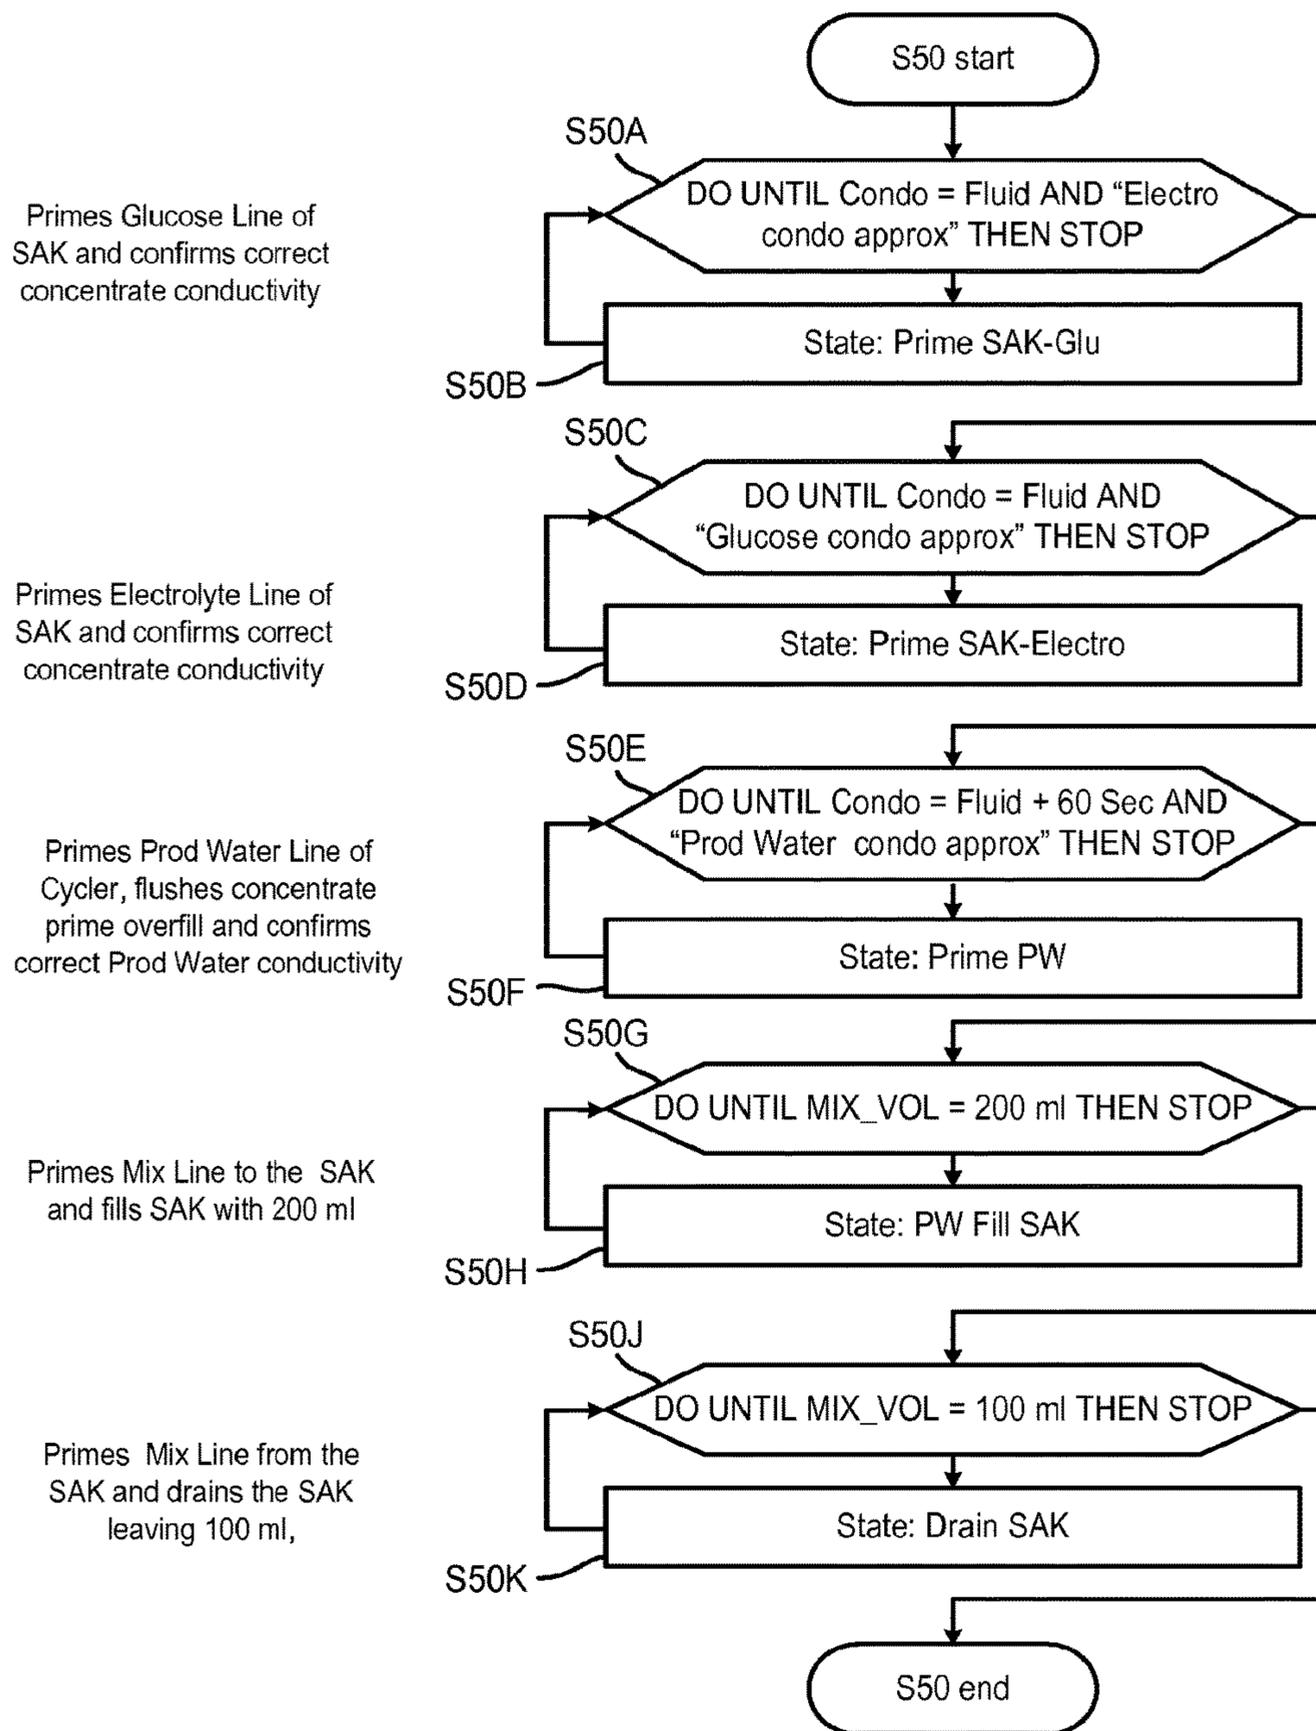 S50 start
S50A
DO UNTIL Condo = Fluid AND “Electro
condo approx” THEN STOP
Primes Glucose Line of
SAK and confirms correct
concentrate conductivity
State: Prime SAK-Glu
S50B
S50C
DO UNTIL Condo = Fluid AND
“Glucose condo approx” THEN STOP
Primes Electrolyte Line of
SAK and confirms correct
concentrate conductivity
State: Prime SAK-Electro
S50D
S50E
DO UNTIL Condo = Fluid + 60 Sec AND
“Prod Water condo approx” THEN STOP
Primes Prod Water Line of
Cycler, flushes concentrate
prime overfill and confirms
correct Prod Water conductivity
State: Prime PW
S50F
S50G
DO UNTIL MIX_VOL = 200 ml THEN STOP
Primes Mix Line to the SAK
and fills SAK with 200 ml
State: PW Fill SAK
S50H
S50J
DO UNTIL MIX_VOL = 100 ml THEN STOP
Primes Mix Line from the
SAK and drains the SAK
leaving 100 ml,
State: Drain SAK
S50K
S50 end